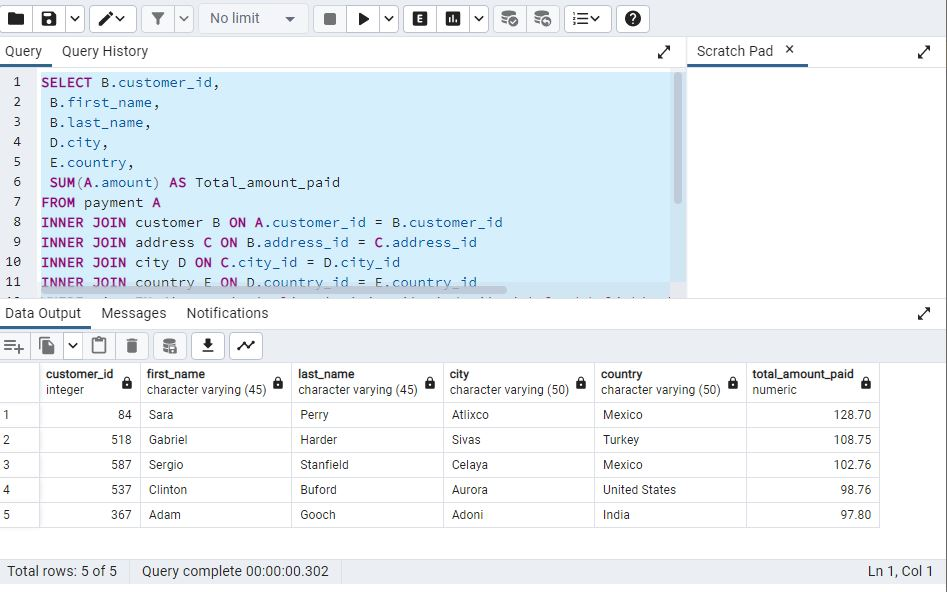 No limit
E
Query
Query History
Scratch Pad
1 SELECT B.customer_id,
2 B.first_name,
3 B.last_name,
4 D.city,
5 E.country,
6 SUM(A.amount) AS Total_amount_paid
7 FROM payment A
8 INNER JOIN customer B ON A.customer_id = B.customer_id
9 INNER JOIN address C ON B.address_id = C.address_id
10 INNER JOIN city D ON C.city_id = D.city_id
11 INNER JOIN country E ON D.country_id = E.country_id
Data Output Messages Notifications
customer_id first_name last_name city country total_amount_paid
integer character varying (45) character varying (45) character varying (50) character varying (50) numeric
1 84 Sara Perry Atlixco Mexico 128.70
2 518 Gabriel Harder Sivas Turkey 108.75
3 587 Sergio Stanfield Celaya Mexico 102.76
4 537 Clinton Buford Aurora United States 98.76
5 367 Adam Gooch Adoni India 97.80
Total rows: 5 of 5 Query complete 00:00:00.302 Ln 1, Col 1